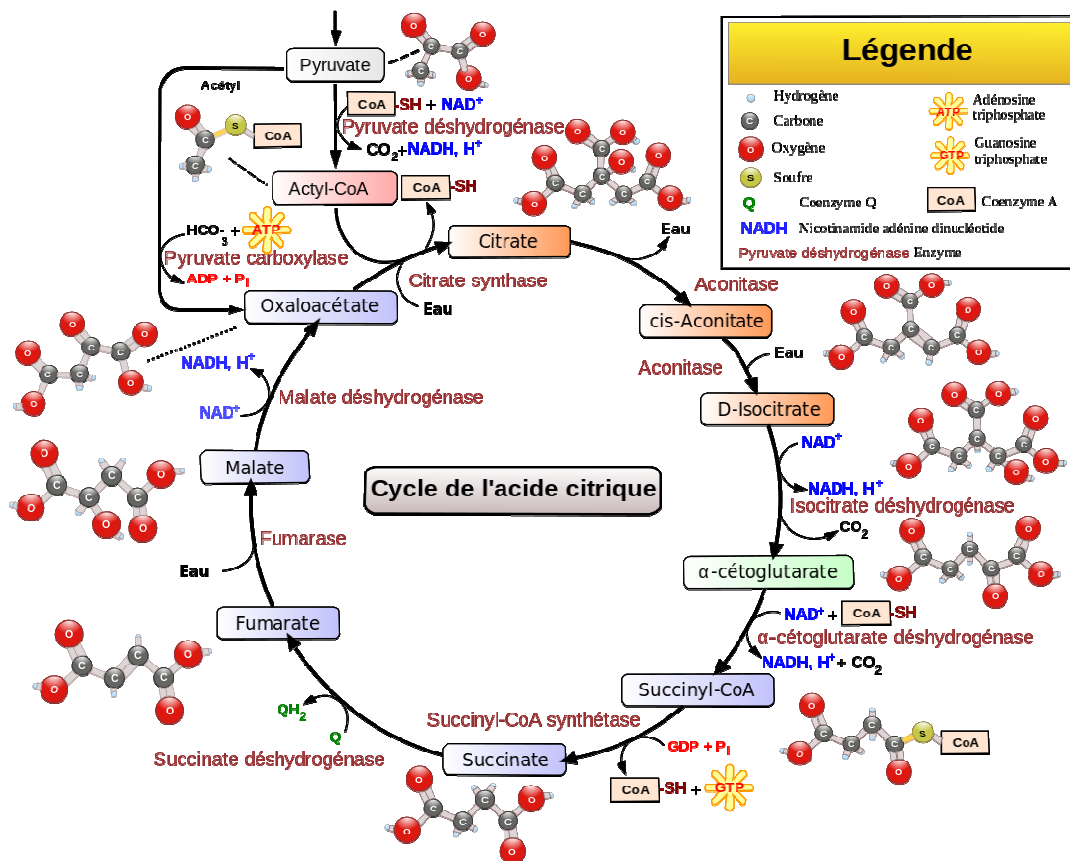 Pyruvate
Acétyl
CoA-SH + NAD⁺
Pyruvate déshydrogénase
CO₂+NADH, H⁺
S CoA
Actyl-CoA
CoA-SH
HCO₃⁻ + ATP
Pyruvate carboxylase
ADP + Pᵢ
Oxaloacétate
Citrate synthase
Eau
Citrate
Eau
Aconitase
cis-Aconitate
Aconitase
Eau
D-Isocitrate
NAD⁺
NADH, H⁺
Isocitrate déshydrogénase
CO₂
α-cétoglutarate
NAD⁺ + CoA-SH
α-cétoglutarate déshydrogénase
NADH, H⁺ + CO₂
Succinyl-CoA
S CoA
Succinyl-CoA synthétase
GDP + Pᵢ
CoA-SH + GTP
Succinate
Succinate déshydrogénase
Q
QH₂
Fumarate
Eau
Fumarase
Malate
NAD⁺
Malate déshydrogénase
NADH, H⁺
Cycle de l'acide citrique
Légende
Hydrogène
C Carbone
O Oxygène
S Soufre
Q Coenzyme Q
NADH Nicotinamide adénine dinucléotide
Pyruvate déshydrogénase Enzyme
ATP Adénosine
triphosphate
GTP Guanosine
triphosphate
CoA Coenzyme A